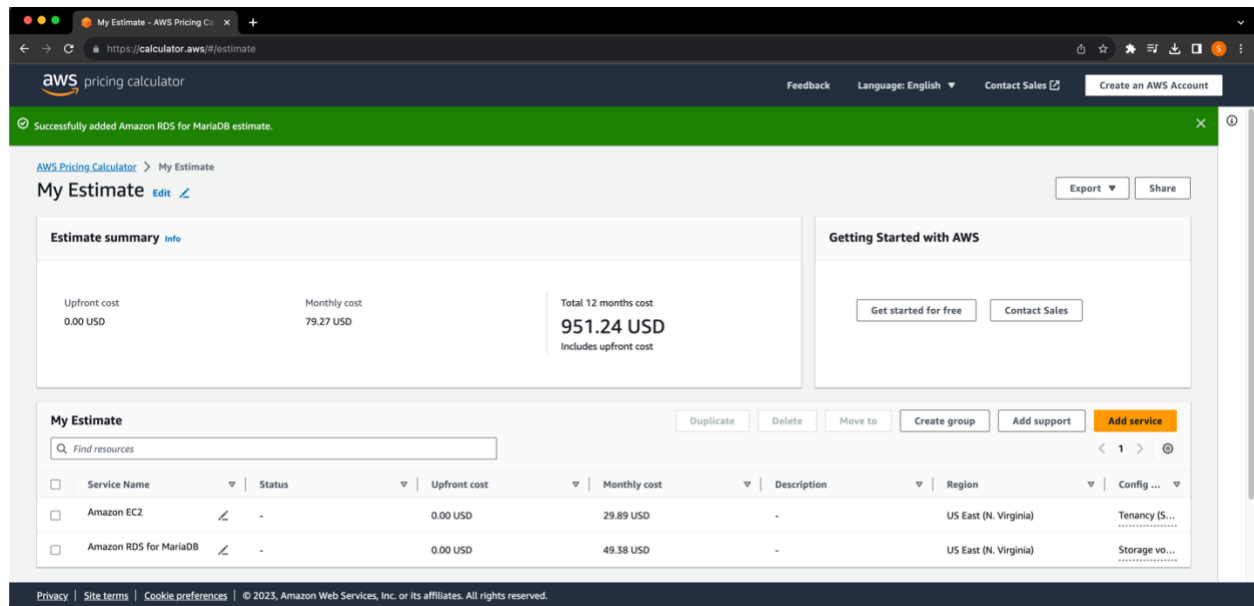 My Estimate - AWS Pricing Ca
https://calculator.aws/#/estimate
S
aws pricing calculator
Feedback Language: English Contact Sales Create an AWS Account
Successfully added Amazon RDS for MariaDB estimate.
AWS Pricing Calculator > My Estimate
My Estimate Edit
Export Share
Estimate summary Info
Getting Started with AWS
Upfront cost Monthly cost Total 12 months cost
0.00 USD 79.27 USD 951.24 USD
Includes upfront cost
Get started for free Contact Sales
My Estimate
Duplicate Delete Move to Create group Add support Add service
Find resources
1
Service Name Status Upfront cost Monthly cost Description Region Config ...
Amazon EC2 - 0.00 USD 29.89 USD - US East (N. Virginia) Tenancy (S...
Amazon RDS for MariaDB - 0.00 USD 49.38 USD - US East (N. Virginia) Storage vo...
Privacy | Site terms | Cookie preferences | © 2023, Amazon Web Services, Inc. or its affiliates. All rights reserved.